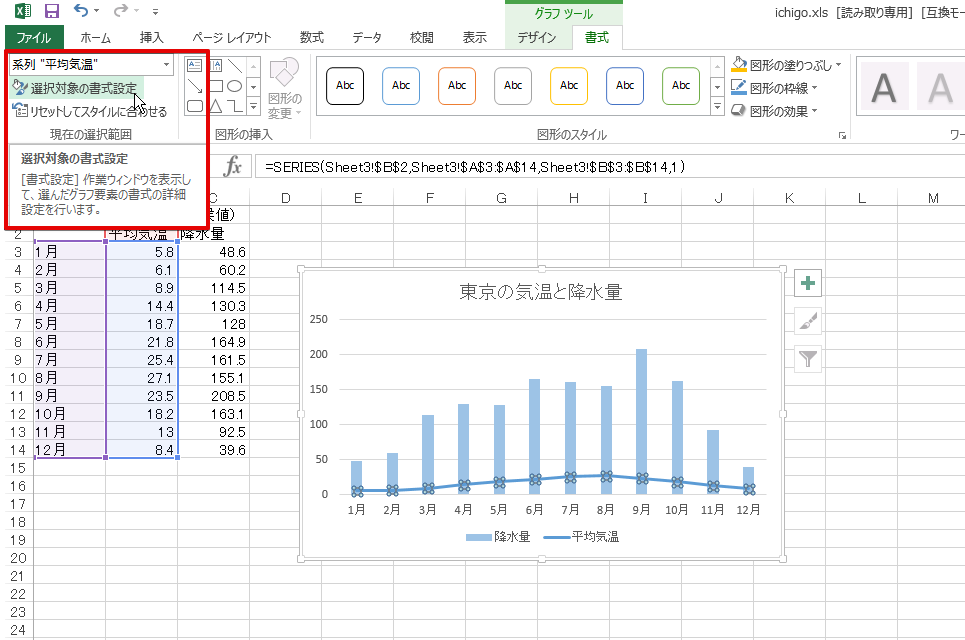 グラフ ツール
ichigo.xls [読み取り専用] [互換モー
ファイル ホーム 挿入 ページ レイアウト 数式 データ 校閲 表示 デザイン 書式
系列 "平均気温"
選択対象の書式設定
リセットしてスタイルに合わせる
現在の選択範囲
図形の
変更
図形の挿入
Abc Abc Abc Abc Abc Abc Abc
図形のスタイル
図形の塗りつぶし
図形の枠線
図形の効果
A A
ワー
選択対象の書式設定
[書式設定] 作業ウィンドウを表示し
て、選んだグラフ要素の書式の詳細
設定を行います。
fx =SERIES(Sheet3!$B$2,Sheet3!$A$3:$A$14,Sheet3!$B$3:$B$14,1)
C D E F G H I J K L M
値)
2 平均気温 降水量
3 1月 5.8 48.6
4 2月 6.1 60.2
5 3月 8.9 114.5
6 4月 14.4 130.3
7 5月 18.7 128
8 6月 21.8 164.9
9 7月 25.4 161.5
10 8月 27.1 155.1
11 9月 23.5 208.5
12 10月 18.2 163.1
13 11月 13 92.5
14 12月 8.4 39.6
15
16
17
18
19
20
21
22
23
24
東京の気温と降水量
250
200
150
100
50
0
1月 2月 3月 4月 5月 6月 7月 8月 9月 10月 11月 12月
降水量 平均気温